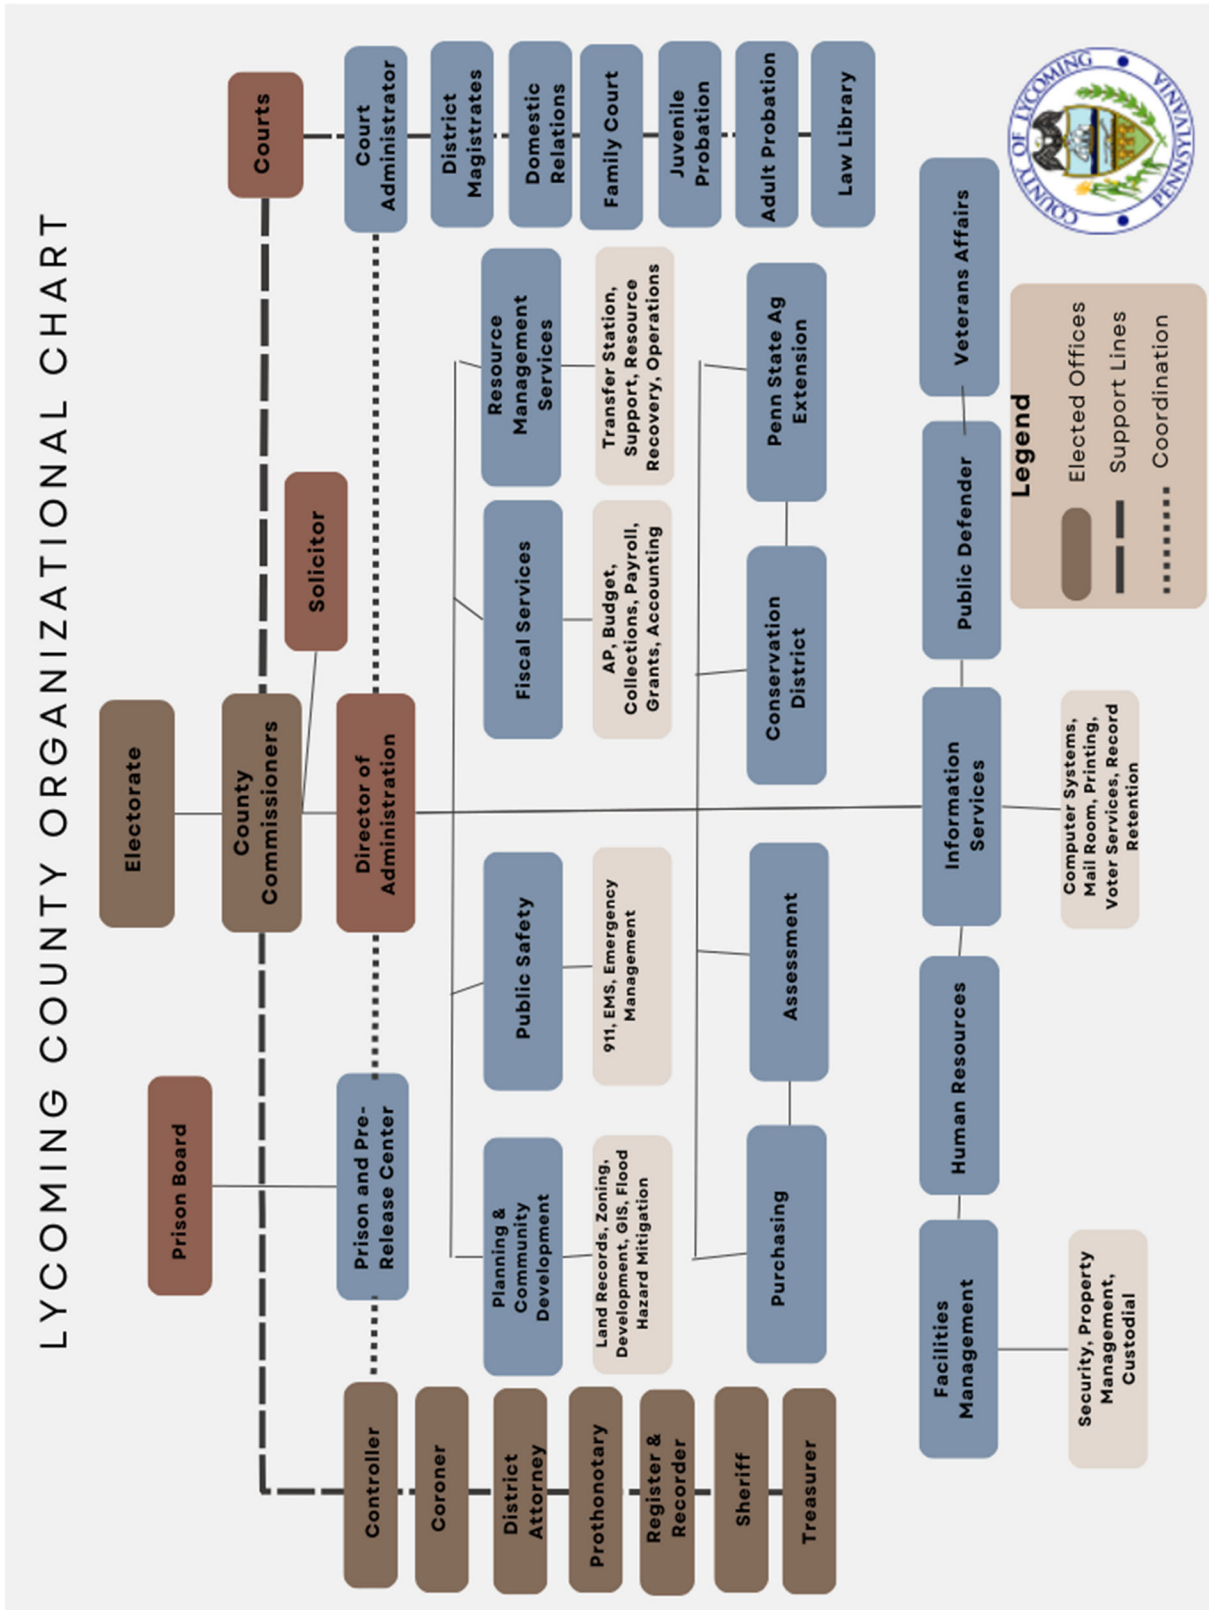 LYCOMING COUNTY ORGANIZATIONAL CHART
Electorate
Prison Board
County
Commissioners
Courts
Solicitor
Controller
Prison and Pre-
Release Center
Director of
Administration
Court
Administrator
Coroner
District
Attorney
Prothonotary
Register &
Recorder
Sheriff
Treasurer
Planning &
Community
Development
Public Safety
Fiscal Services
Resource
Management
Services
Land Records, Zoning,
Development, GIS, Flood
Hazard Mitigation
911, EMS, Emergency
Management
AP, Budget,
Collections, Payroll,
Grants, Accounting
Transfer Station,
Support, Resource
Recovery, Operations
District
Magistrates
Domestic
Relations
Family Court
Juvenile
Probation
Adult Probation
Law Library
Purchasing
Assessment
Conservation
District
Penn State Ag
Extension
Facilities
Management
Human Resources
Information
Services
Public Defender
Veterans Affairs
Security, Property
Management,
Custodial
Computer Systems,
Mail Room, Printing,
Voter Services, Record
Retention
Legend
Elected Offices
Support Lines
Coordination
COUNTY OF LYCOMING
PENNSYLVANIA